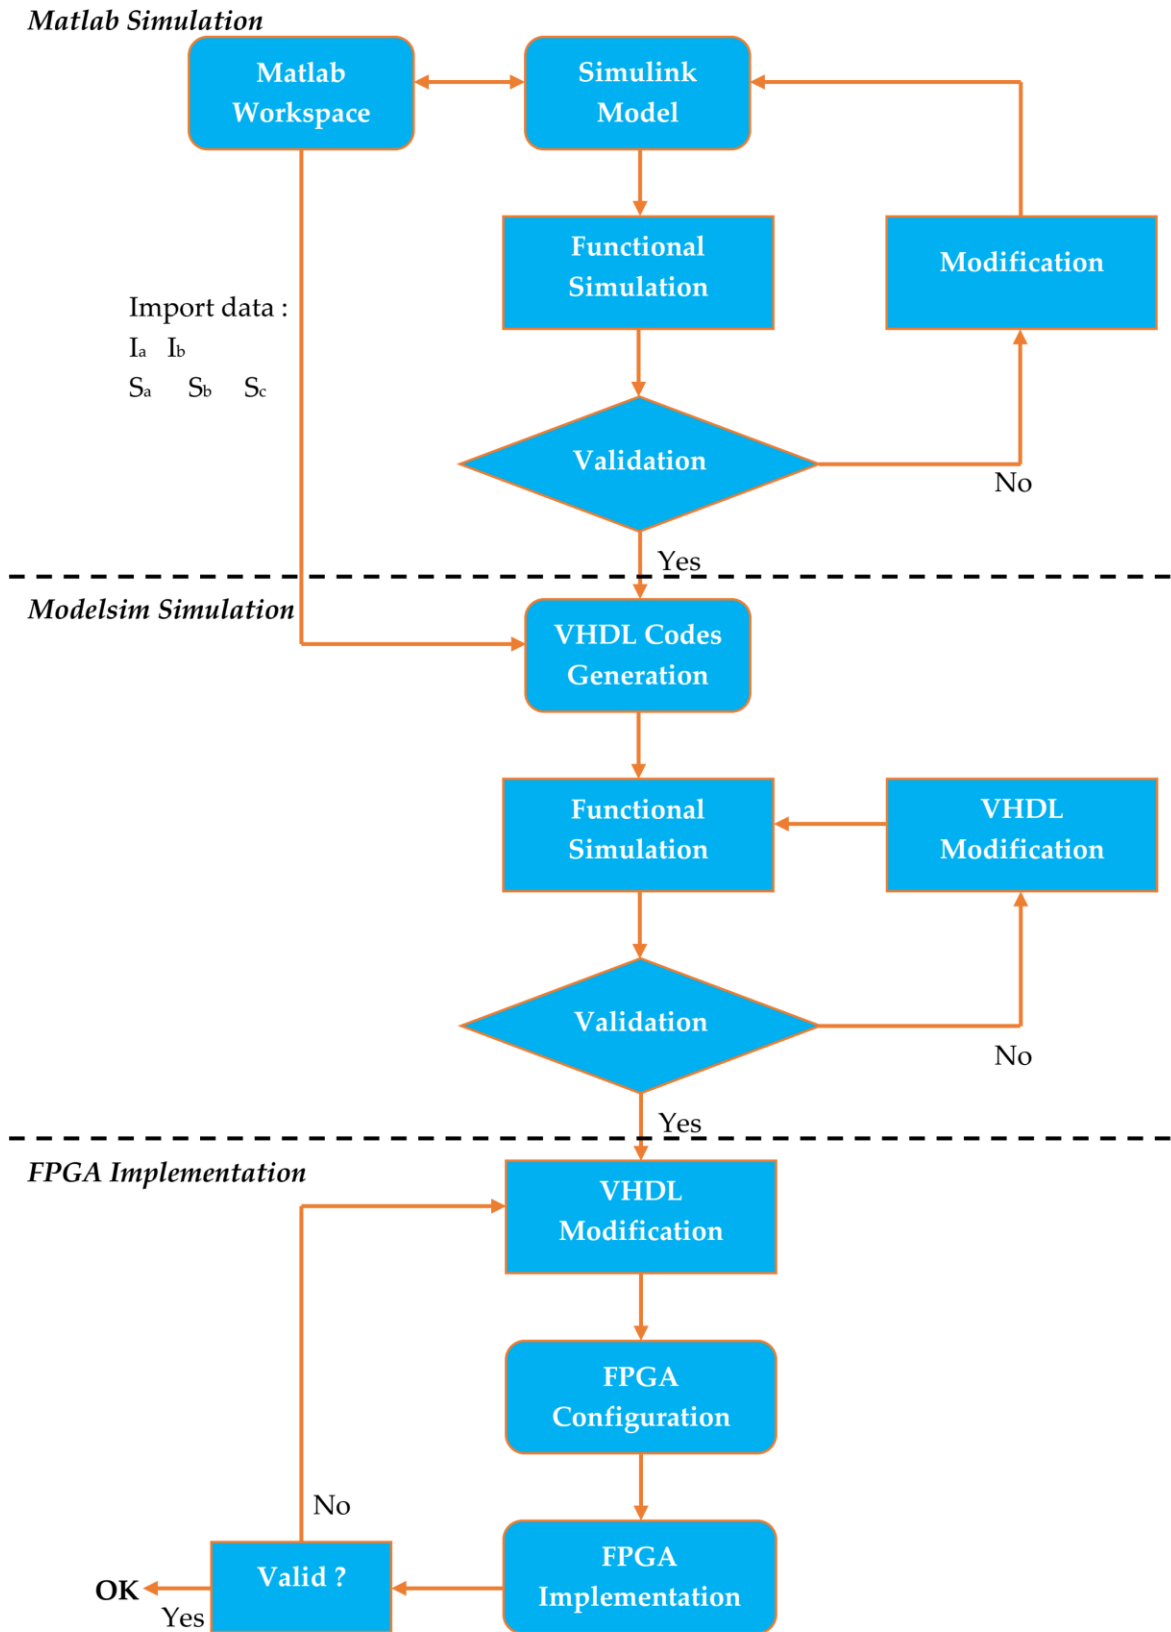 Matlab Simulation
Matlab
Workspace
Simulink
Model
Functional
Simulation
Modification
Import data :
Ia Ib
Sa Sb Sc
Validation
No
Yes
Modelsim Simulation
VHDL Codes
Generation
Functional
Simulation
VHDL
Modification
Validation
No
Yes
FPGA Implementation
VHDL
Modification
FPGA
Configuration
No
FPGA
Implementation
Valid ?
OK
Yes